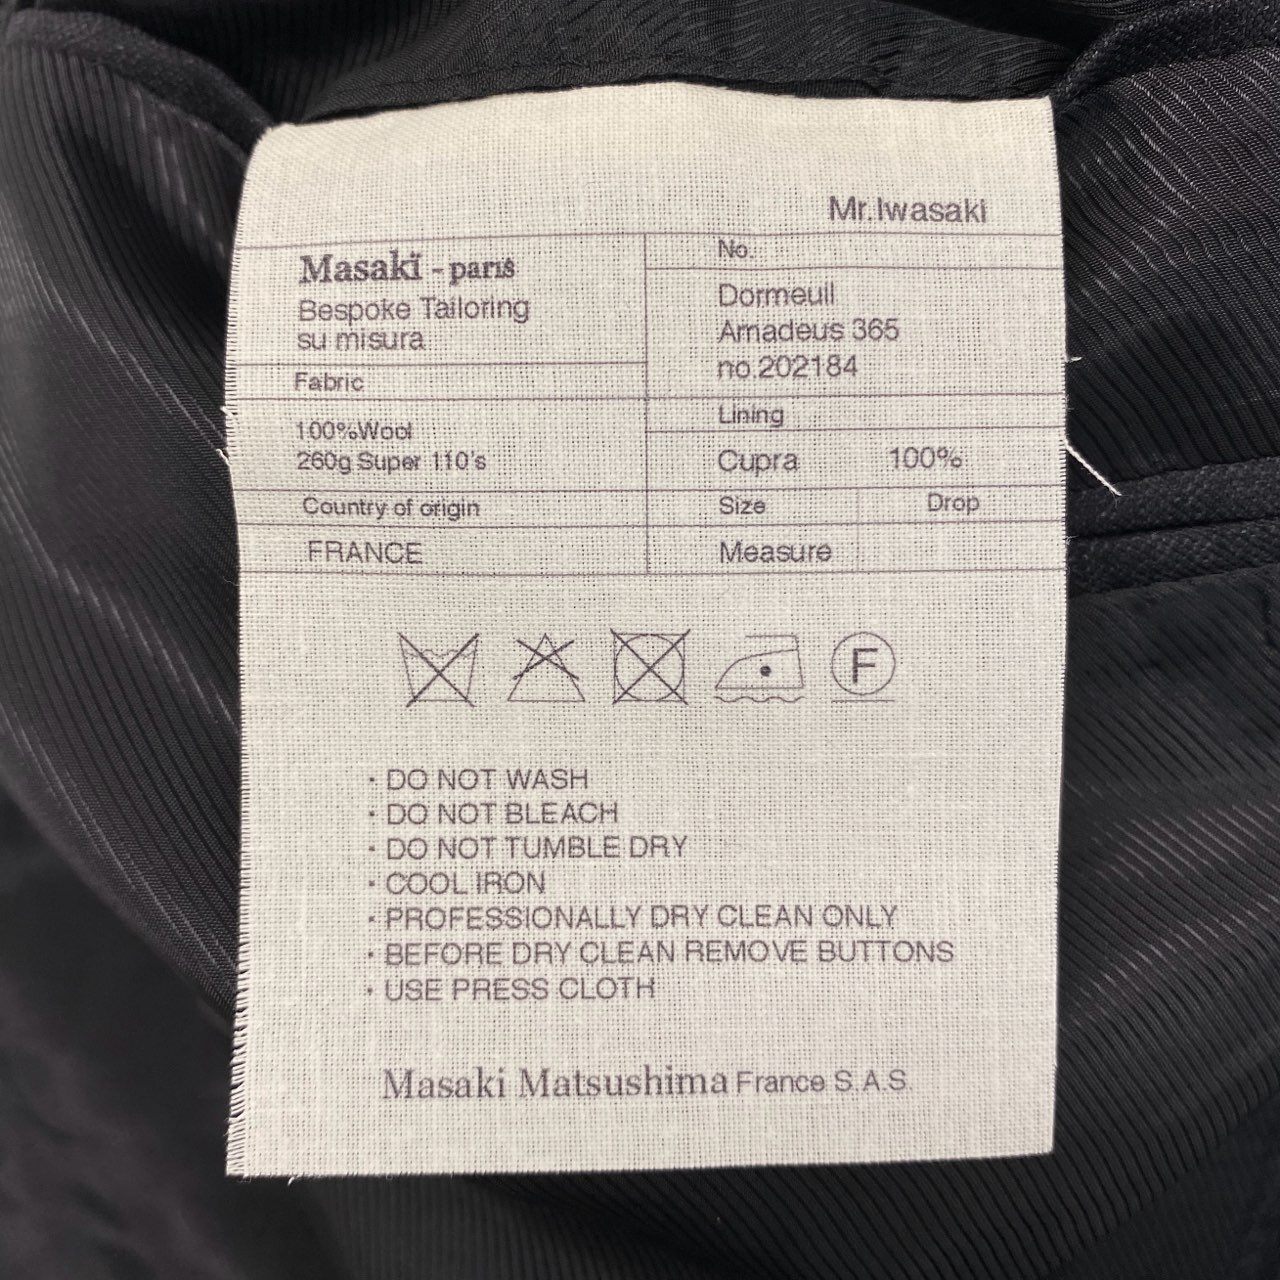 Mr.Iwasaki
Masakï - paris
Bespoke Tailoring
su misura
Fabric
100%Wool
260g Super 110's
Country of origin
FRANCE
No.
Dormeuil
Amadeus 365
no.202184
Lining
Cupra 100%
Size Drop
Measure
F
· DO NOT WASH
· DO NOT BLEACH
· DO NOT TUMBLE DRY
· COOL IRON
· PROFESSIONALLY DRY CLEAN ONLY
· BEFORE DRY CLEAN REMOVE BUTTONS
· USE PRESS CLOTH
Masaki Matsushima France S.A.S.